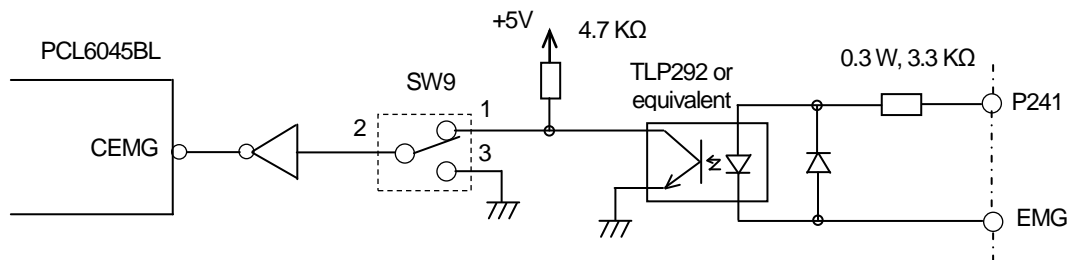 +5V
4.7 KΩ
PCL6045BL
SW9
TLP292 or
equivalent
0.3 W, 3.3 KΩ
P241
1
2
CEMG
3
EMG